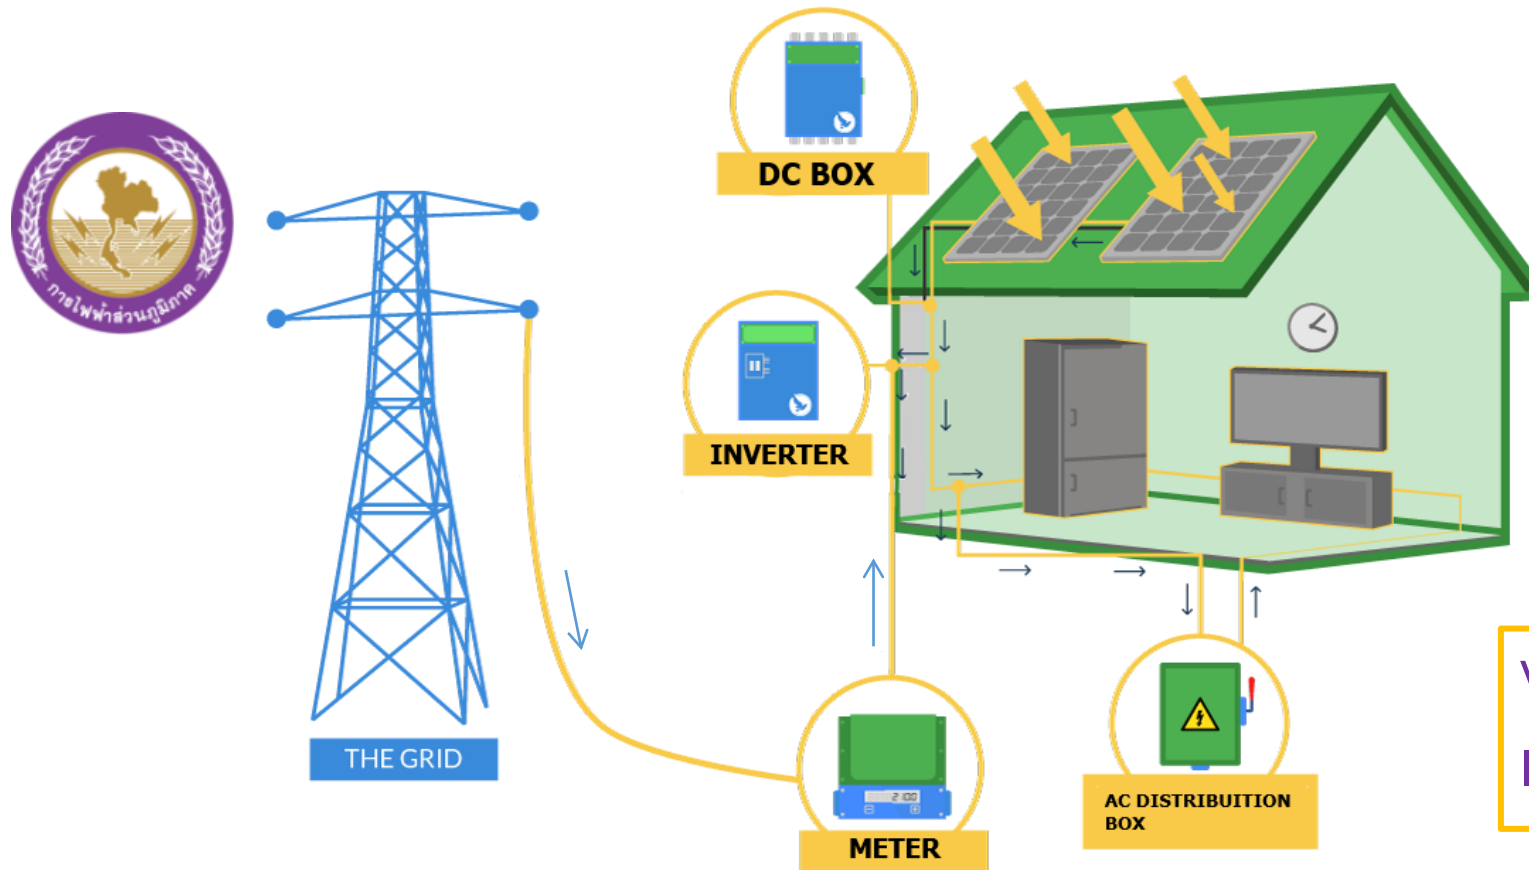 DC BOX
การไฟฟ้าส่วนภูมิภาค
INVERTER
THE GRID
2100
AC DISTRIBUITION
BOX
METER